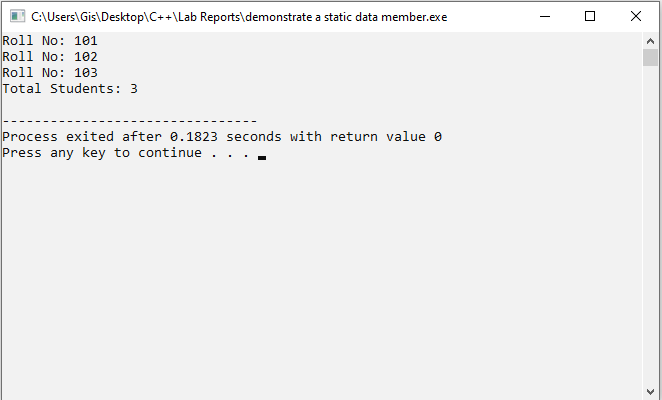 C:\Users\Gis\Desktop\C++\Lab Reports\demonstrate a static data member.exe
Roll No: 101
Roll No: 102
Roll No: 103
Total Students: 3
--------------------------------
Process exited after 0.1823 seconds with return value 0
Press any key to continue . . .